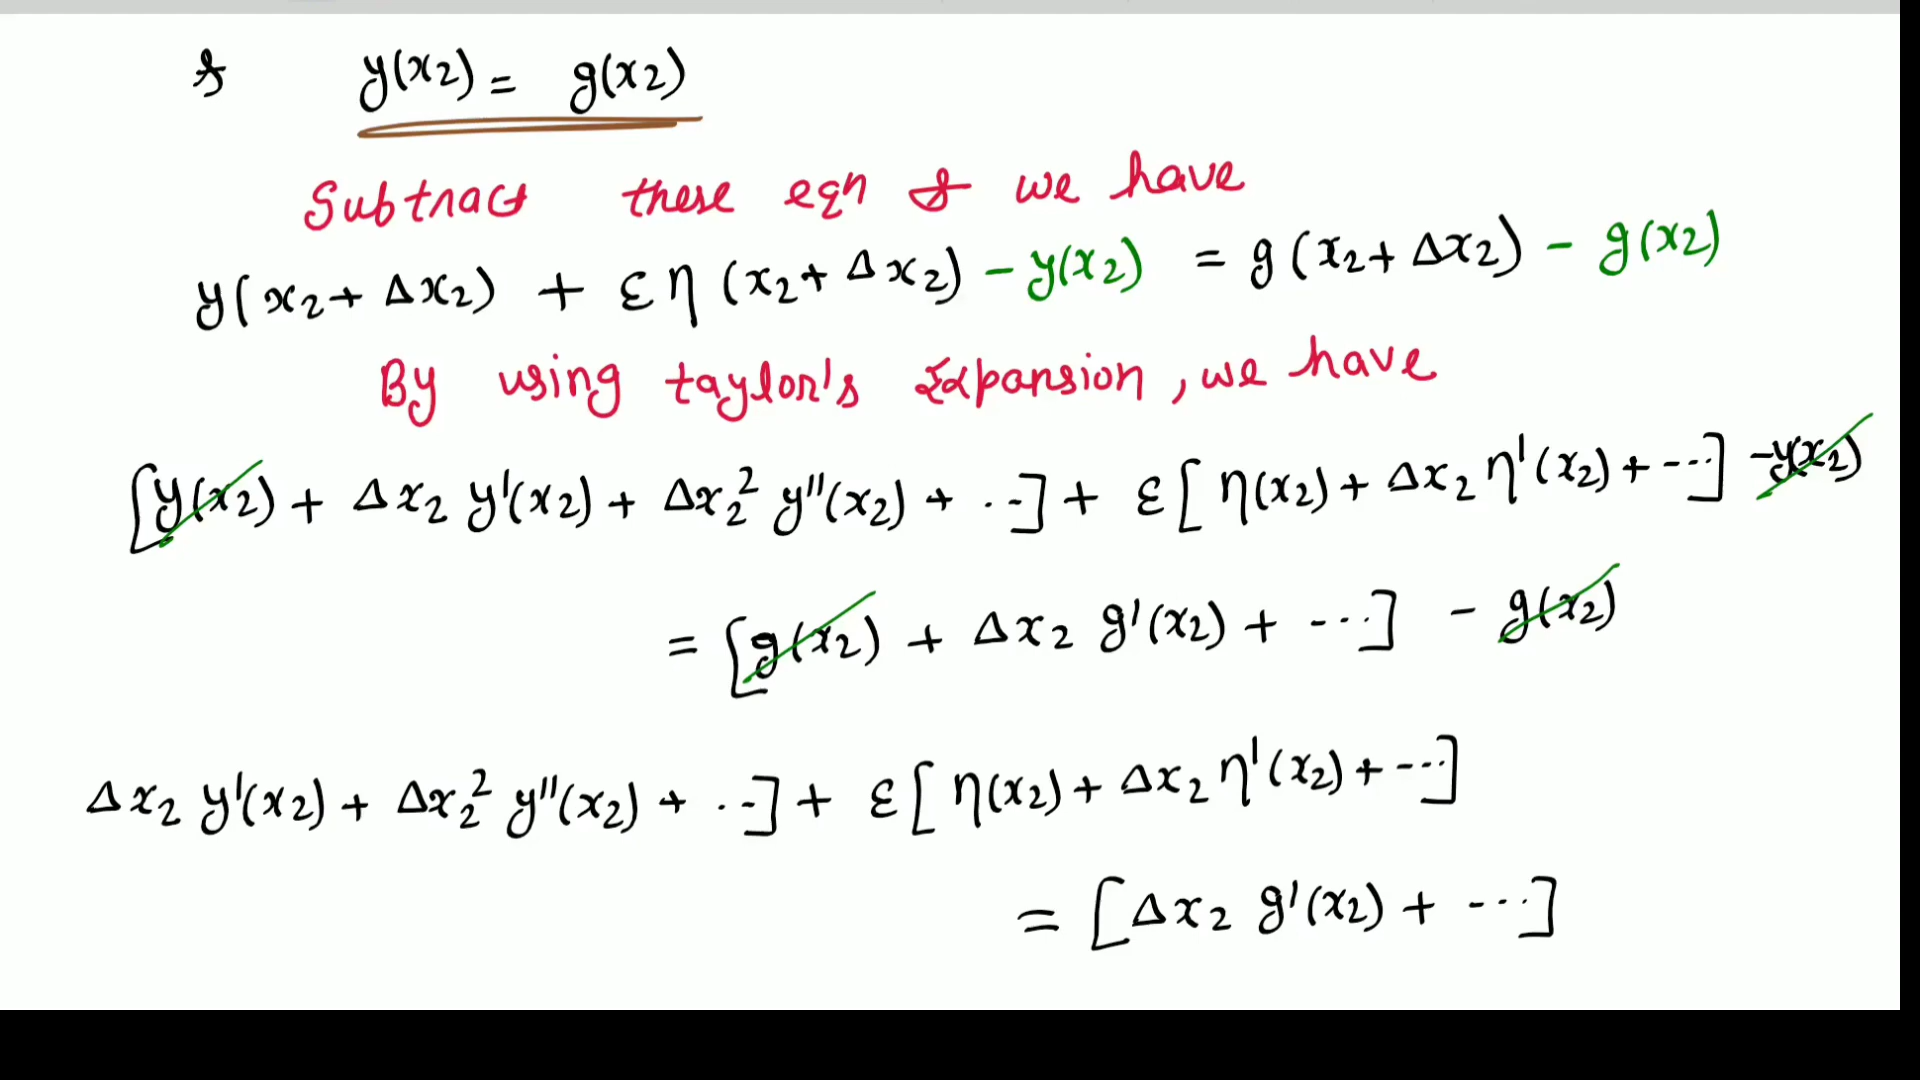 & y(x2) = g(x2)
Subtract these eqn & we have
y(x2 + Δx2) + εη(x2 + Δx2) - y(x2) = g(x2 + Δx2) - g(x2)
By using taylor's Expansion, we have
[y(x2) + Δx2 y'(x2) + Δx2² y''(x2) + ...] + ε[η(x2) + Δx2 η'(x2) + ...] - y(x2)
= [g(x2) + Δx2 g'(x2) + ...] - g(x2)
Δx2 y'(x2) + Δx2² y''(x2) + ...] + ε[η(x2) + Δx2 η'(x2) + ...]
= [Δx2 g'(x2) + ...]